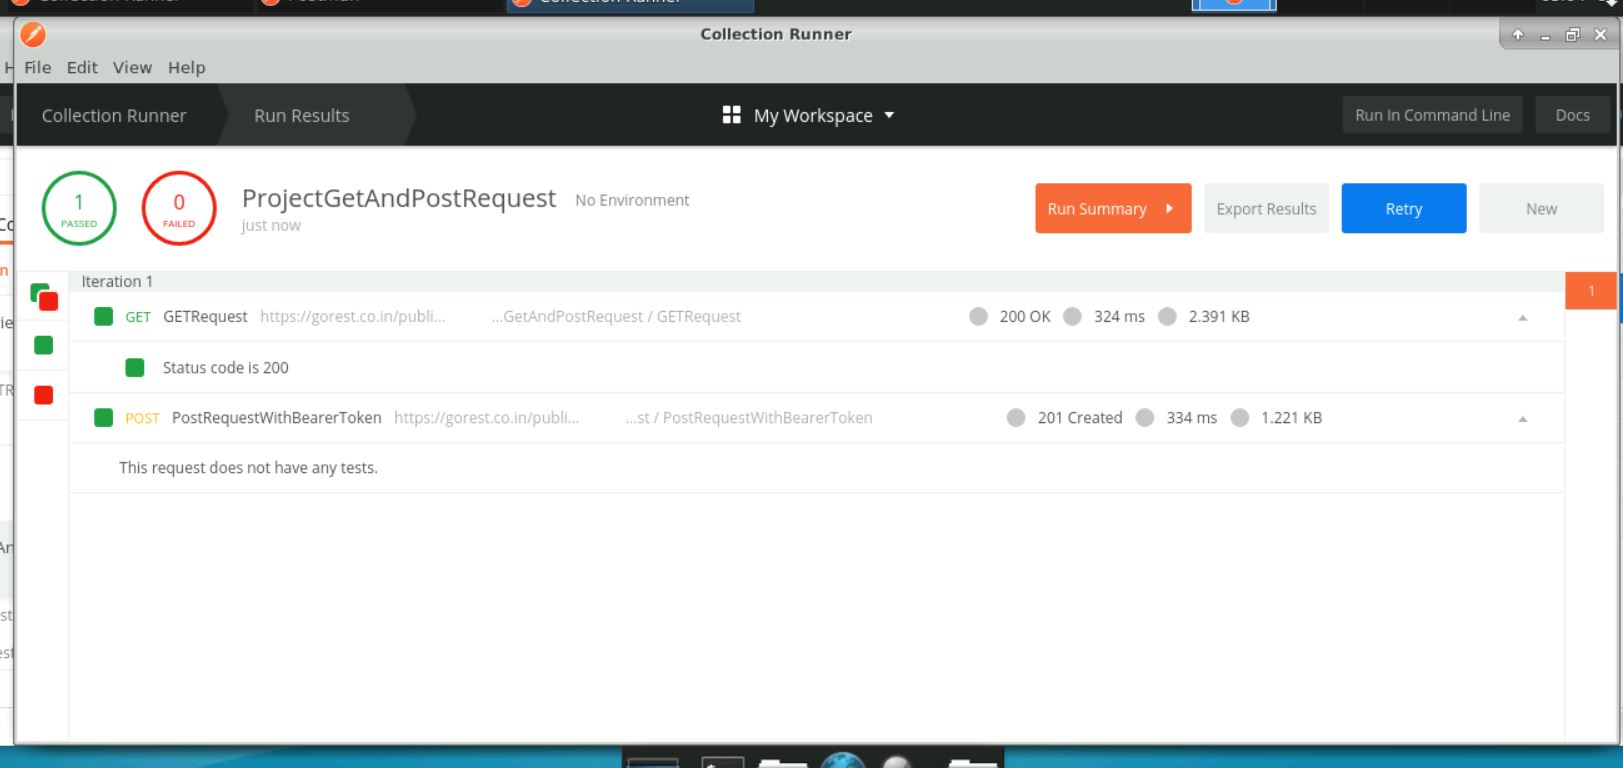 Collection Runner
File Edit View Help
Collection Runner Run Results My Workspace Run In Command Line Docs
1 PASSED
0 FAILED
ProjectGetAndPostRequest No Environment
just now
Run Summary Export Results Retry New
Iteration 1
1
GET GETRequest https://gorest.co.in/publi... ...GetAndPostRequest / GETRequest 200 OK 324 ms 2.391 KB
Status code is 200
POST PostRequestWithBearerToken https://gorest.co.in/publi... ...st / PostRequestWithBearerToken 201 Created 334 ms 1.221 KB
This request does not have any tests.